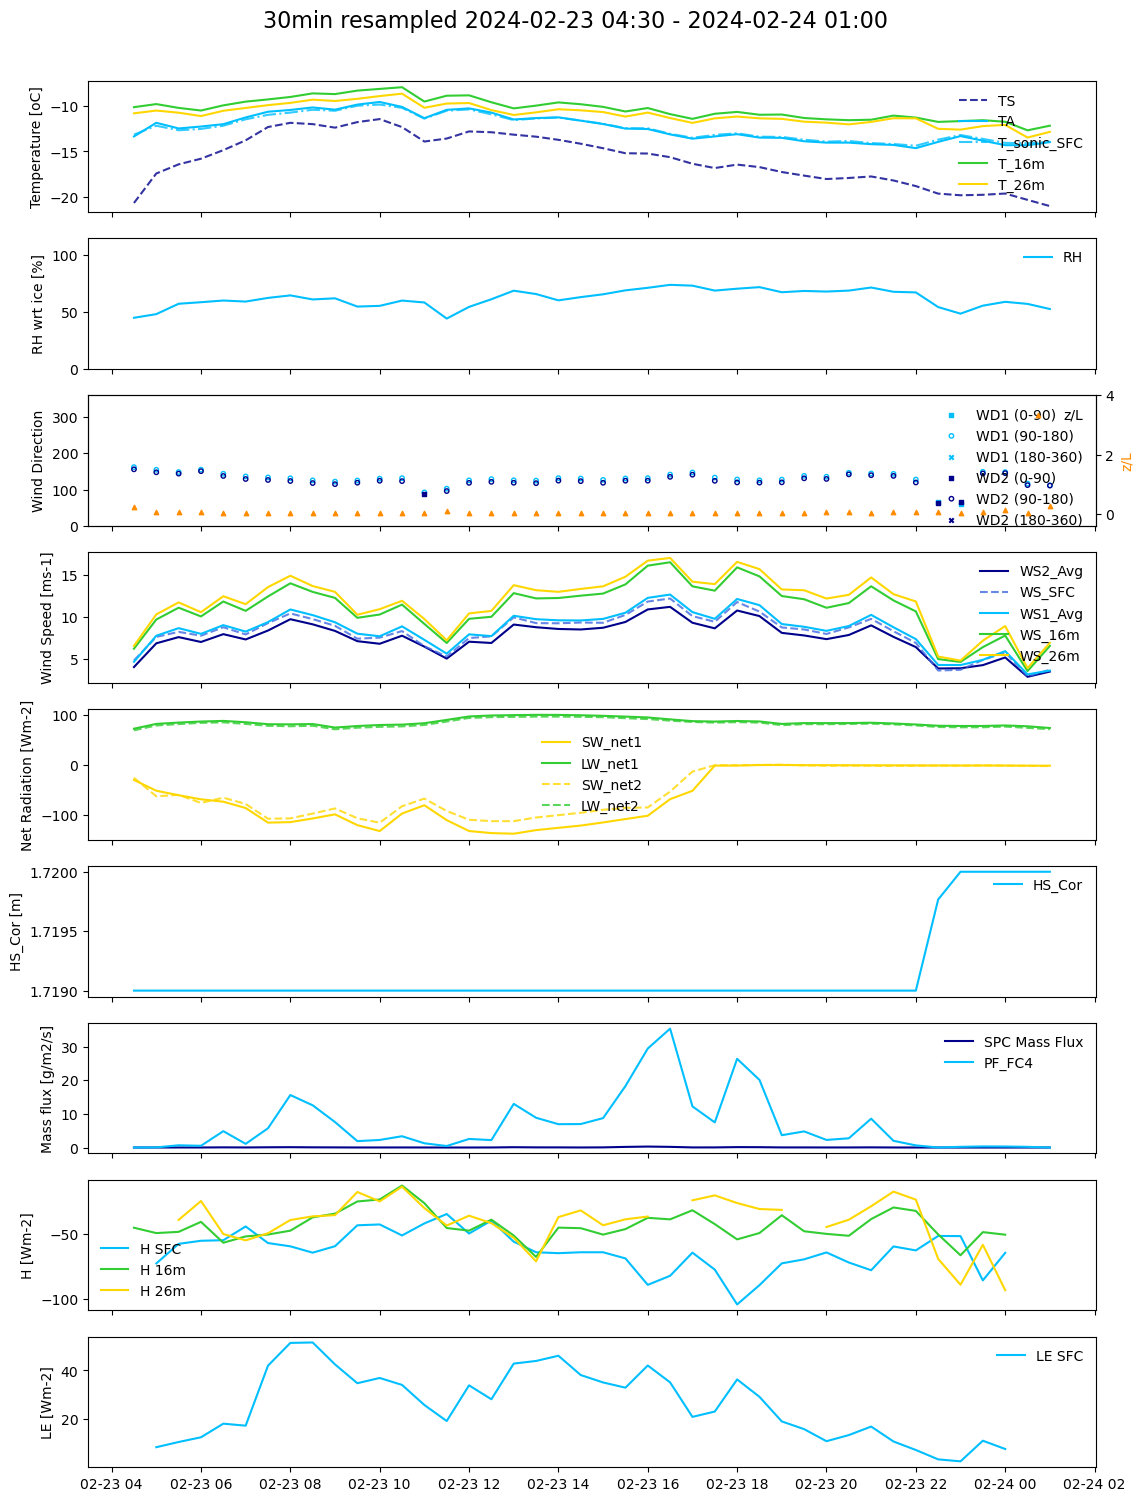 30min resampled 2024-02-23 04:30 - 2024-02-24 01:00
Temperature [oC]
−10
−15
−20
TS
TA
T_sonic_SFC
T_16m
T_26m
RH wrt ice [%]
100
50
0
RH
Wind Direction
300
200
100
0
WD1 (0-90)
WD1 (90-180)
WD1 (180-360)
WD2 (0-90)
WD2 (90-180)
WD2 (180-360)
z/L
4
2
0
z/L
Wind Speed [ms-1]
15
10
5
WS2_Avg
WS_SFC
WS1_Avg
WS_16m
WS_26m
Net Radiation [Wm-2]
100
0
−100
SW_net1
LW_net1
SW_net2
LW_net2
HS_Cor [m]
1.7200
1.7195
1.7190
HS_Cor
Mass flux [g/m2/s]
30
20
10
0
SPC Mass Flux
PF_FC4
H [Wm-2]
−50
−100
H SFC
H 16m
H 26m
LE [Wm-2]
40
20
LE SFC
02-23 04 02-23 06 02-23 08 02-23 10 02-23 12 02-23 14 02-23 16 02-23 18 02-23 20 02-23 22 02-24 00 02-24 02